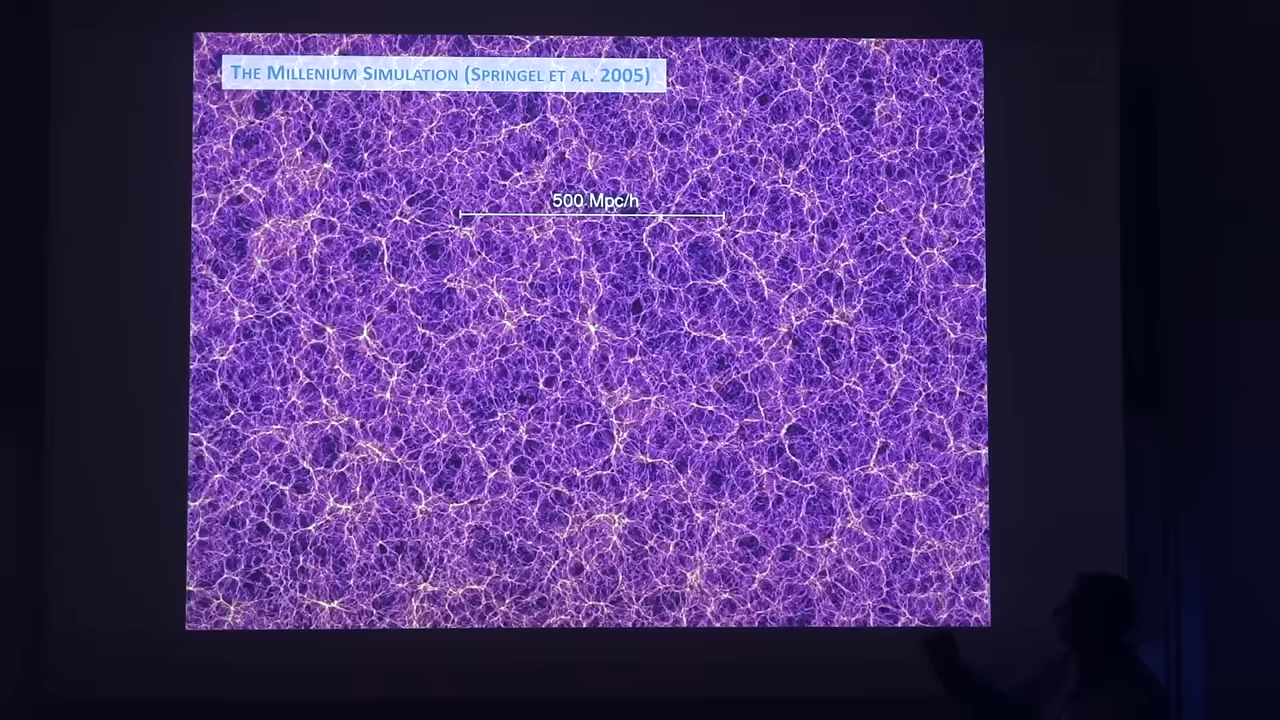 THE MILLENIUM SIMULATION (SPRINGEL ET AL. 2005)
500 Mpc/h